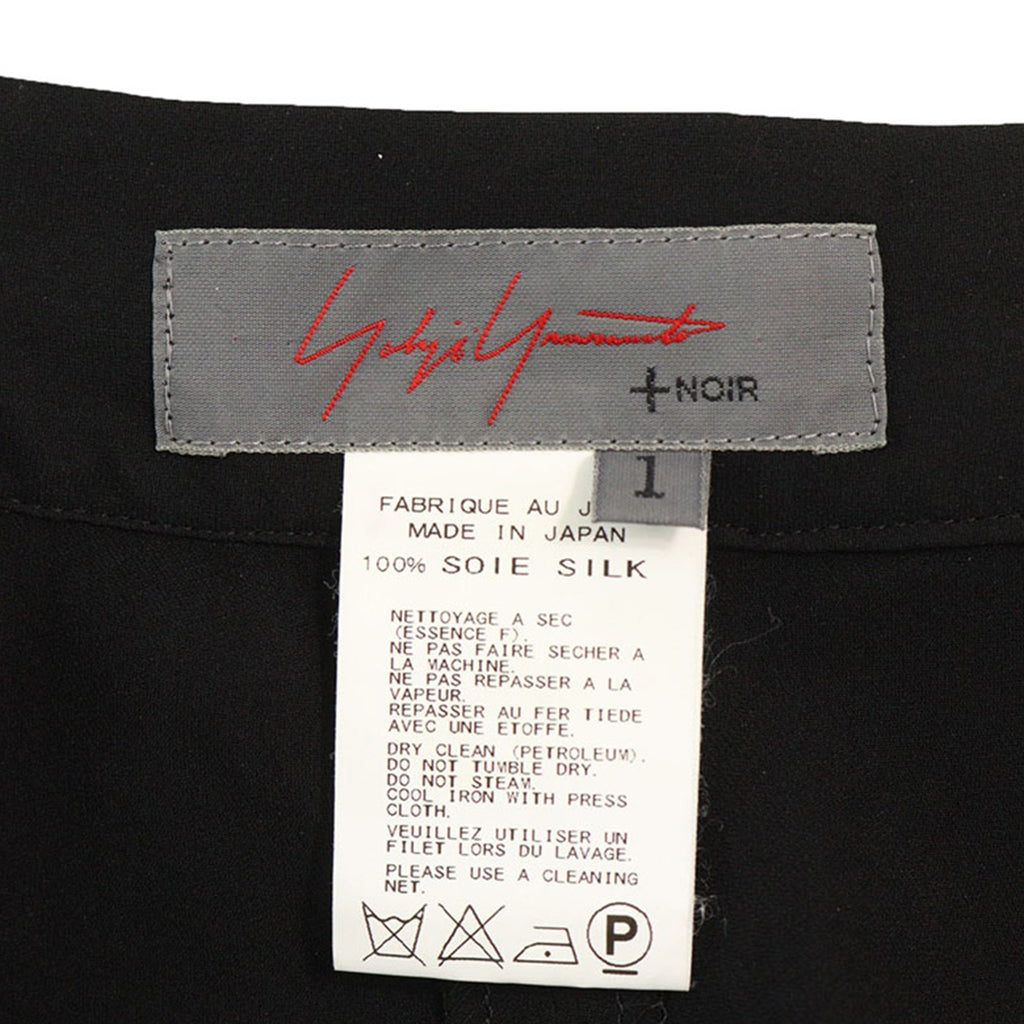 Yohji Yamamoto
+NOIR
1
FABRIQUE AU J
MADE IN JAPAN
100% SOIE SILK
NETTOYAGE A SEC
(ESSENCE F).
NE PAS FAIRE SECHER A
LA MACHINE.
NE PAS REPASSER A LA
VAPEUR.
REPASSER AU FER TIEDE
AVEC UNE ETOFFE.
DRY CLEAN (PETROLEUM).
DO NOT TUMBLE DRY.
DO NOT STEAM.
COOL IRON WITH PRESS
CLOTH.
VEUILLEZ UTILISER UN
FILET LORS DU LAVAGE.
PLEASE USE A CLEANING
NET.
P